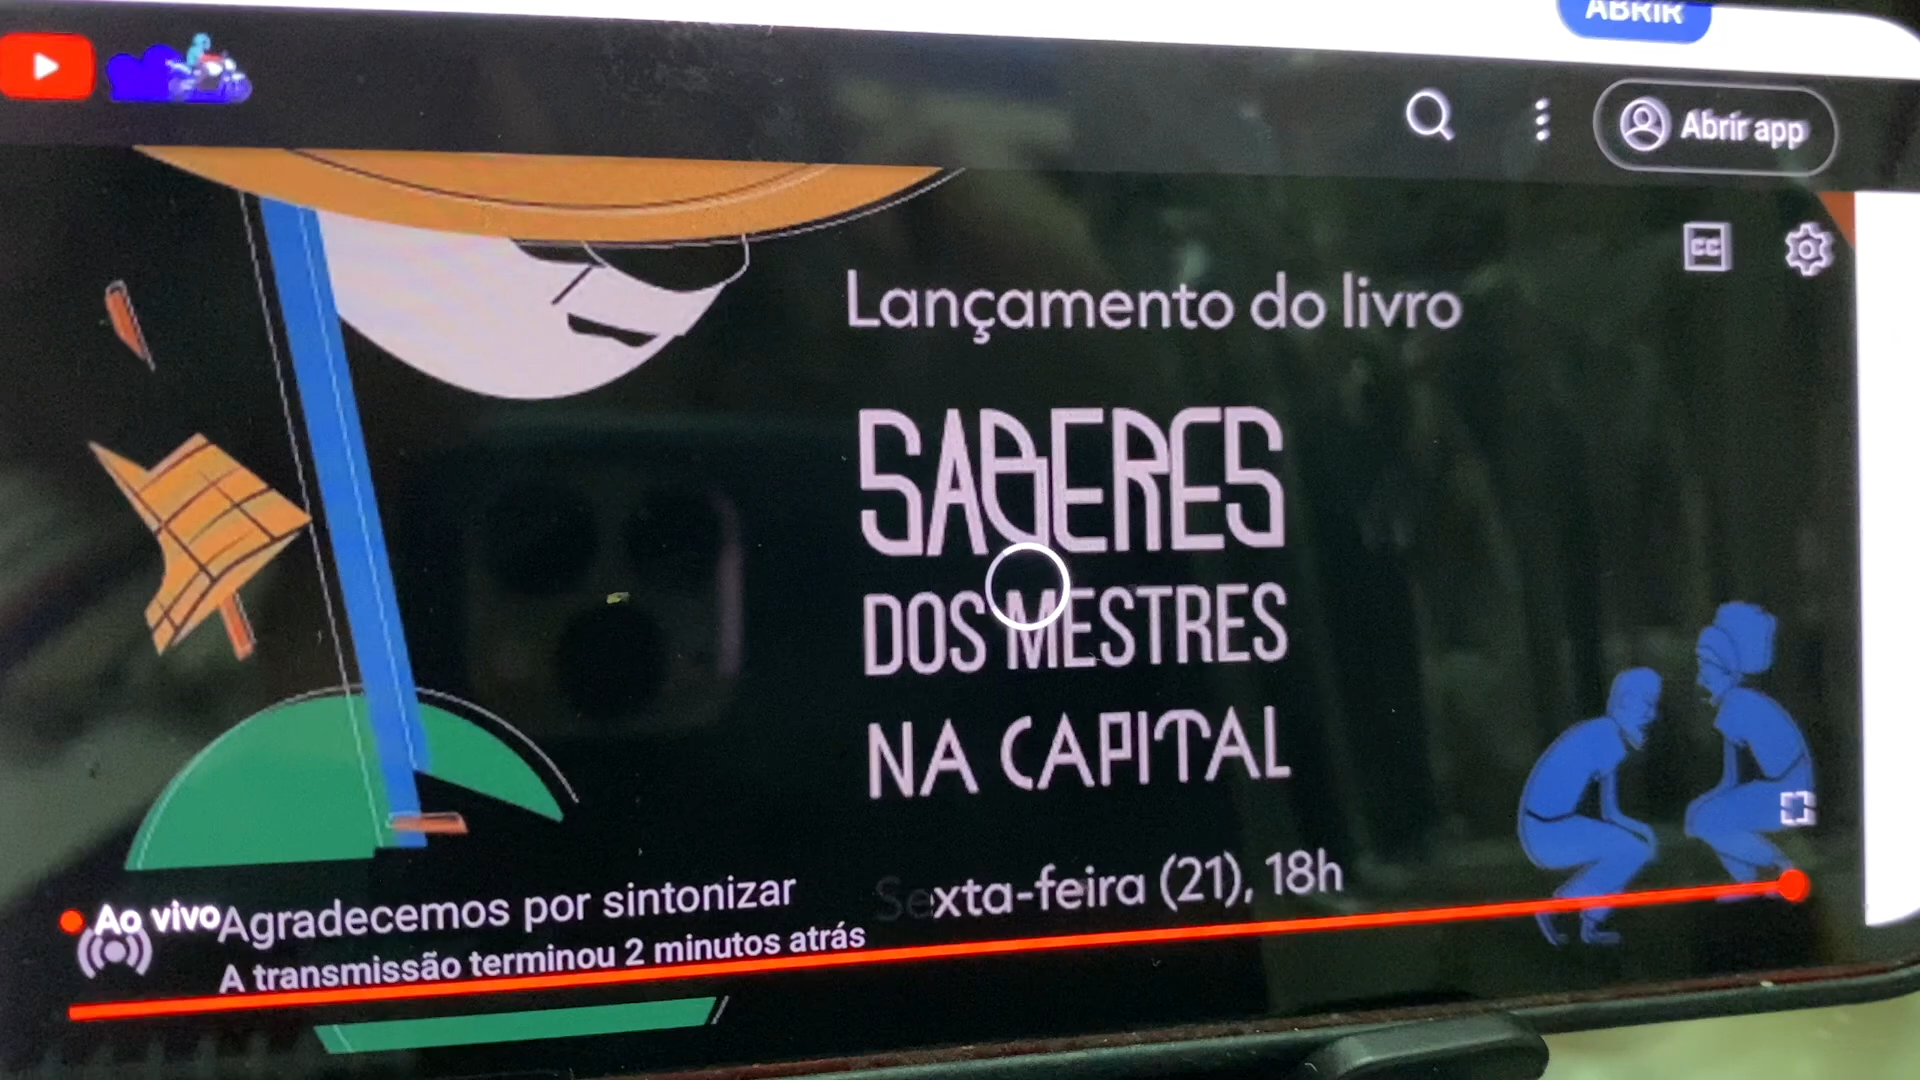 ABRIR
Abrir app
CC
Lançamento do livro
SABERES
DOS MESTRES
NA CAPITAL
Sexta-feira (21), 18h
Ao vivo
Agradecemos por sintonizar
A transmissão terminou 2 minutos atrás